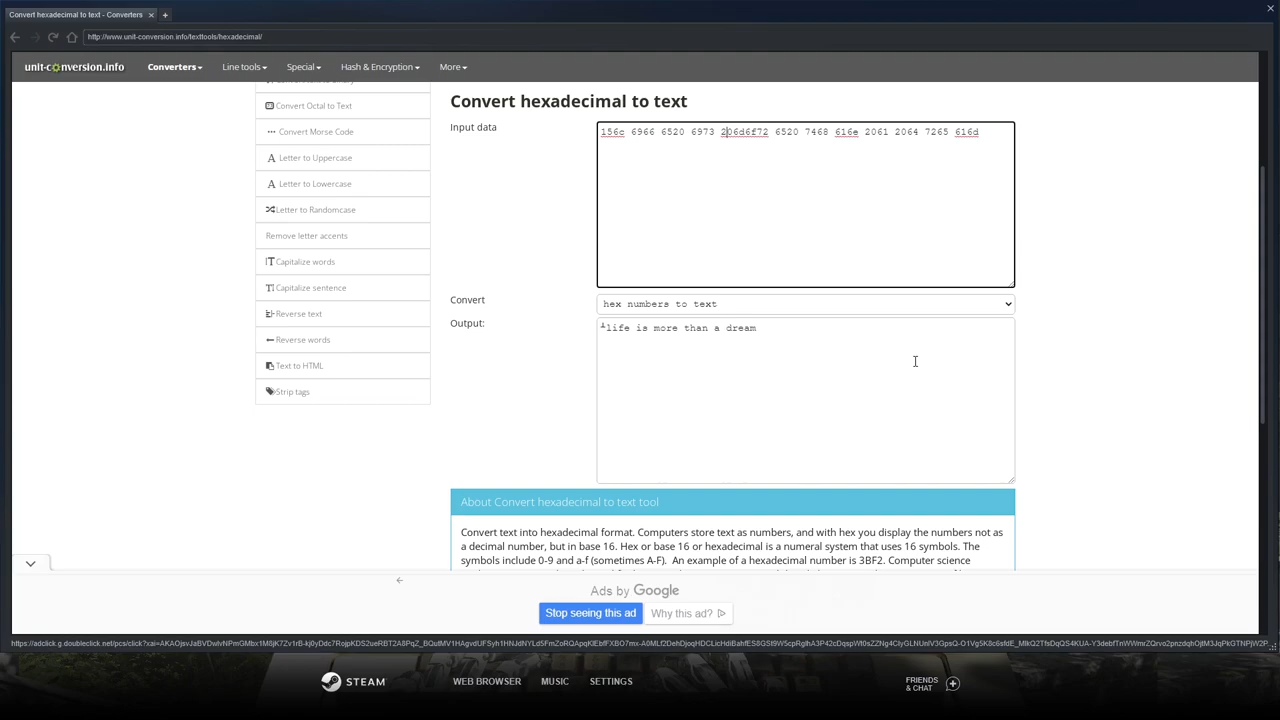 Convert hexadecimal to text - Converters
http://www.unit-conversion.info/texttools/hexadecimal/
unit-conversion.info Converters Line tools Special Hash & Encryption More
Convert Octal to Text
Convert Morse Code
Letter to Uppercase
Letter to Lowercase
Letter to Randomcase
Remove letter accents
Capitalize words
Capitalize sentence
Reverse text
Reverse words
Text to HTML
Strip tags
Convert hexadecimal to text
Input data
156c 6966 6520 6973 206d6f72 6520 7468 616e 2061 2064 7265 616d
Convert
hex numbers to text
Output:
life is more than a dream
About Convert hexadecimal to text tool
Convert text into hexadecimal format. Computers store text as numbers, and with hex you display the numbers not as
a decimal number, but in base 16. Hex or base 16 or hexadecimal is a numeral system that uses 16 symbols. The
symbols include 0-9 and a-f (sometimes A-F). An example of a hexadecimal number is 3BF2. Computer science
Ads by Google
Stop seeing this ad
Why this ad?
STEAM
WEB BROWSER MUSIC SETTINGS
FRIENDS
& CHAT